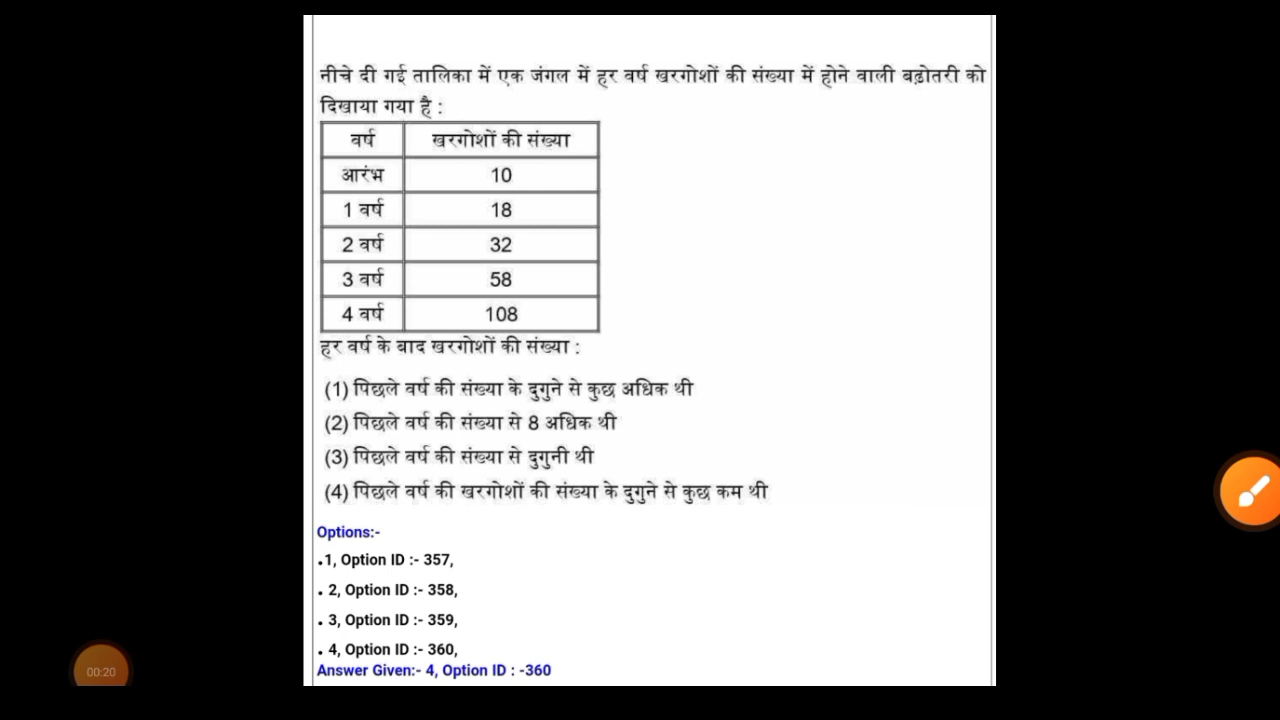 नीचे दी गई तालिका में एक जंगल में हर वर्ष खरगोशों की संख्या में होने वाली बढ़ोतरी को
दिखाया गया है :
वर्ष खरगोशों की संख्या
आरंभ 10
1 वर्ष 18
2 वर्ष 32
3 वर्ष 58
4 वर्ष 108
हर वर्ष के बाद खरगोशों की संख्या :
(1) पिछले वर्ष की संख्या के दुगुने से कुछ अधिक थी
(2) पिछले वर्ष की संख्या से 8 अधिक थी
(3) पिछले वर्ष की संख्या से दुगुनी थी
(4) पिछले वर्ष की खरगोशों की संख्या के दुगुने से कुछ कम थी
Options:-
.1, Option ID :- 357,
. 2, Option ID :- 358,
. 3, Option ID :- 359,
. 4, Option ID :- 360,
Answer Given:- 4, Option ID : -360
00:20